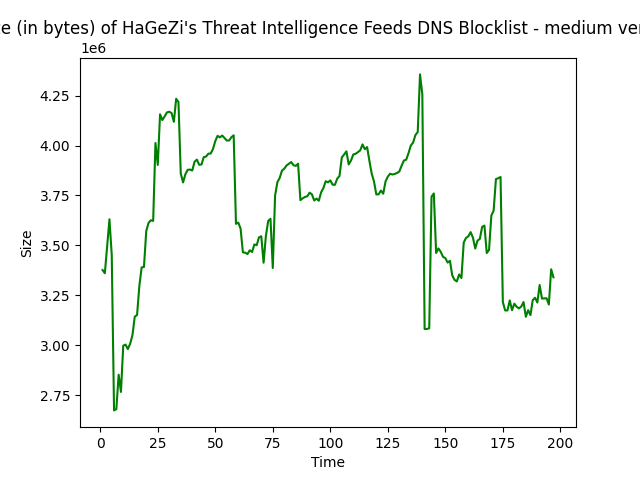 e (in bytes) of HaGeZi's Threat Intelligence Feeds DNS Blocklist - medium ver
1e6
4.25
4.00
3.75
3.50
3.25
3.00
2.75
Size
0 25 50 75 100 125 150 175 200
Time